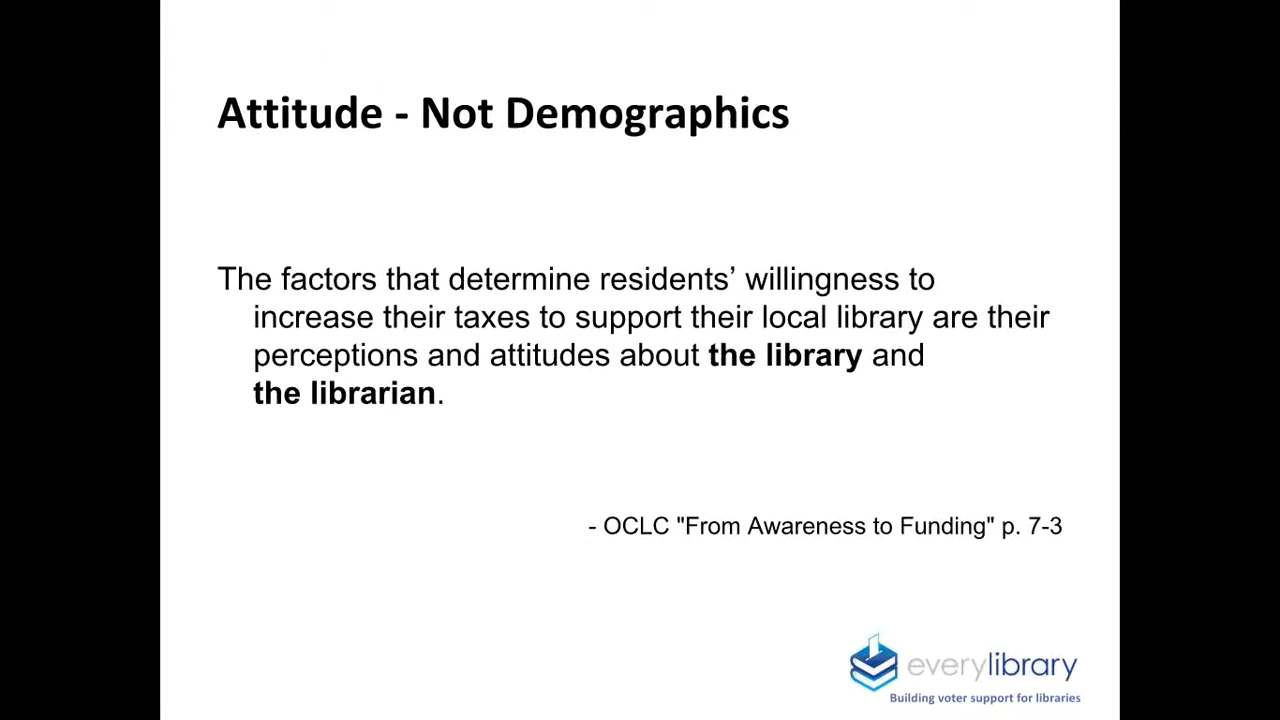 Attitude - Not Demographics
The factors that determine residents’ willingness to
increase their taxes to support their local library are their
perceptions and attitudes about the library and
the librarian.
- OCLC "From Awareness to Funding" p. 7-3
everylibrary
Building voter support for libraries